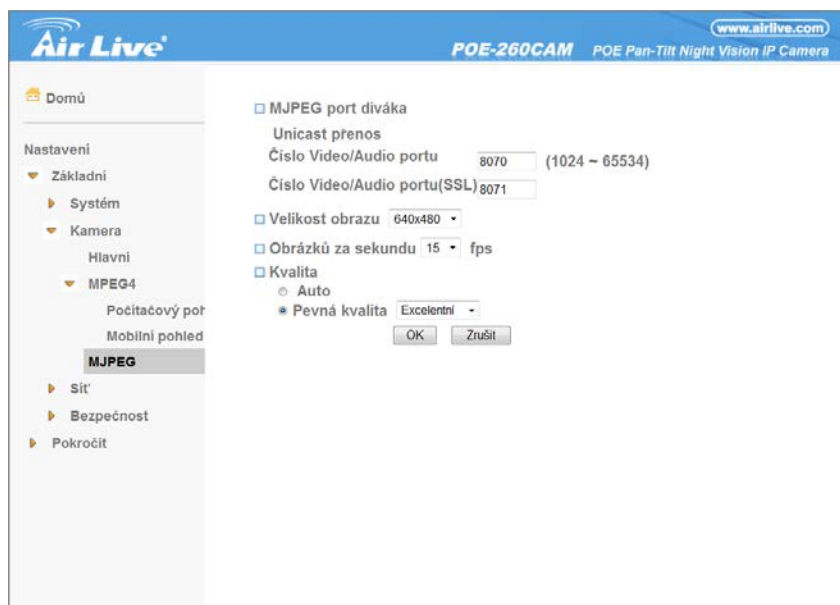 Air Live®
www.airlive.com
POE-260CAM POE Pan-Tilt Night Vision IP Camera
Domů
Nastavení
Základní
Systém
Kamera
Hlavní
MPEG4
Počítačový poh
Mobilní pohled
MJPEG
Síť
Bezpečnost
Pokročit
MJPEG port diváka
Unicast přenos
Číslo Video/Audio portu 8070 (1024 ~ 65534)
Číslo Video/Audio portu(SSL) 8071
Velikost obrazu 640x480
Obrázků za sekundu 15 fps
Kvalita
Auto
Pevná kvalita Excelentní
OK Zrušit